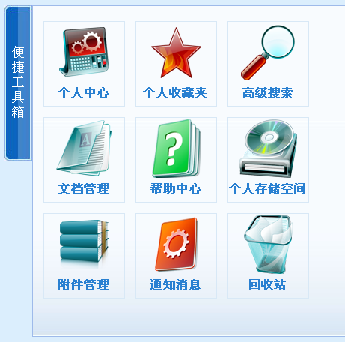 便捷工具箱
个人中心
个人收藏夹
高级搜索
文档管理
帮助中心
个人存储空间
附件管理
通知消息
回收站